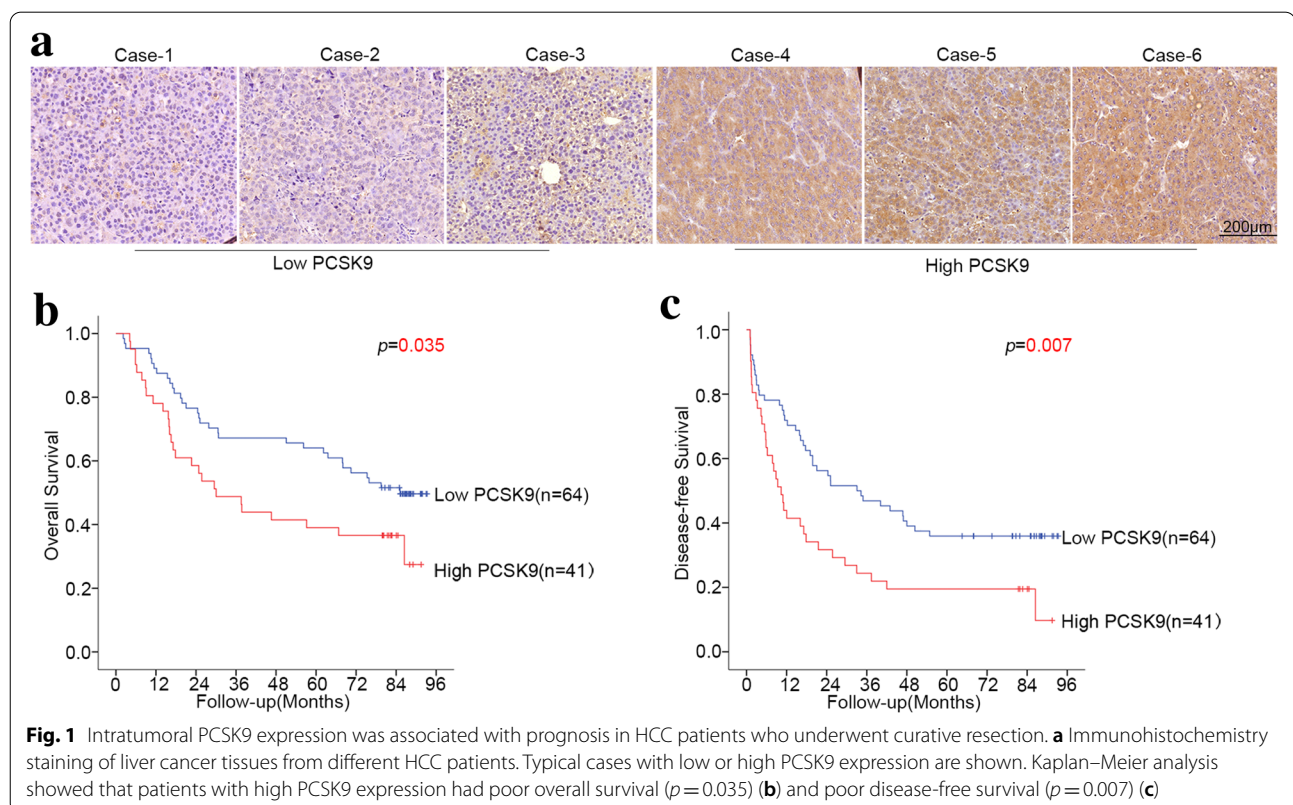 a
Case-1 Case-2 Case-3 Case-4 Case-5 Case-6
200μm
Low PCSK9 High PCSK9
b
Overall Survival
1.0
0.8
0.6
0.4
0.2
0.0
p=0.035
Low PCSK9(n=64)
High PCSK9(n=41)
0 12 24 36 48 60 72 84 96
Follow-up(Months)
c
Disease-free Suivival
1.0
0.8
0.6
0.4
0.2
0.0
p=0.007
Low PCSK9(n=64)
High PCSK9(n=41)
0 12 24 36 48 60 72 84 96
Follow-up(Months)
Fig. 1 Intratumoral PCSK9 expression was associated with prognosis in HCC patients who underwent curative resection. a Immunohistochemistry
staining of liver cancer tissues from different HCC patients. Typical cases with low or high PCSK9 expression are shown. Kaplan–Meier analysis
showed that patients with high PCSK9 expression had poor overall survival (p = 0.035) (b) and poor disease-free survival (p = 0.007) (c)